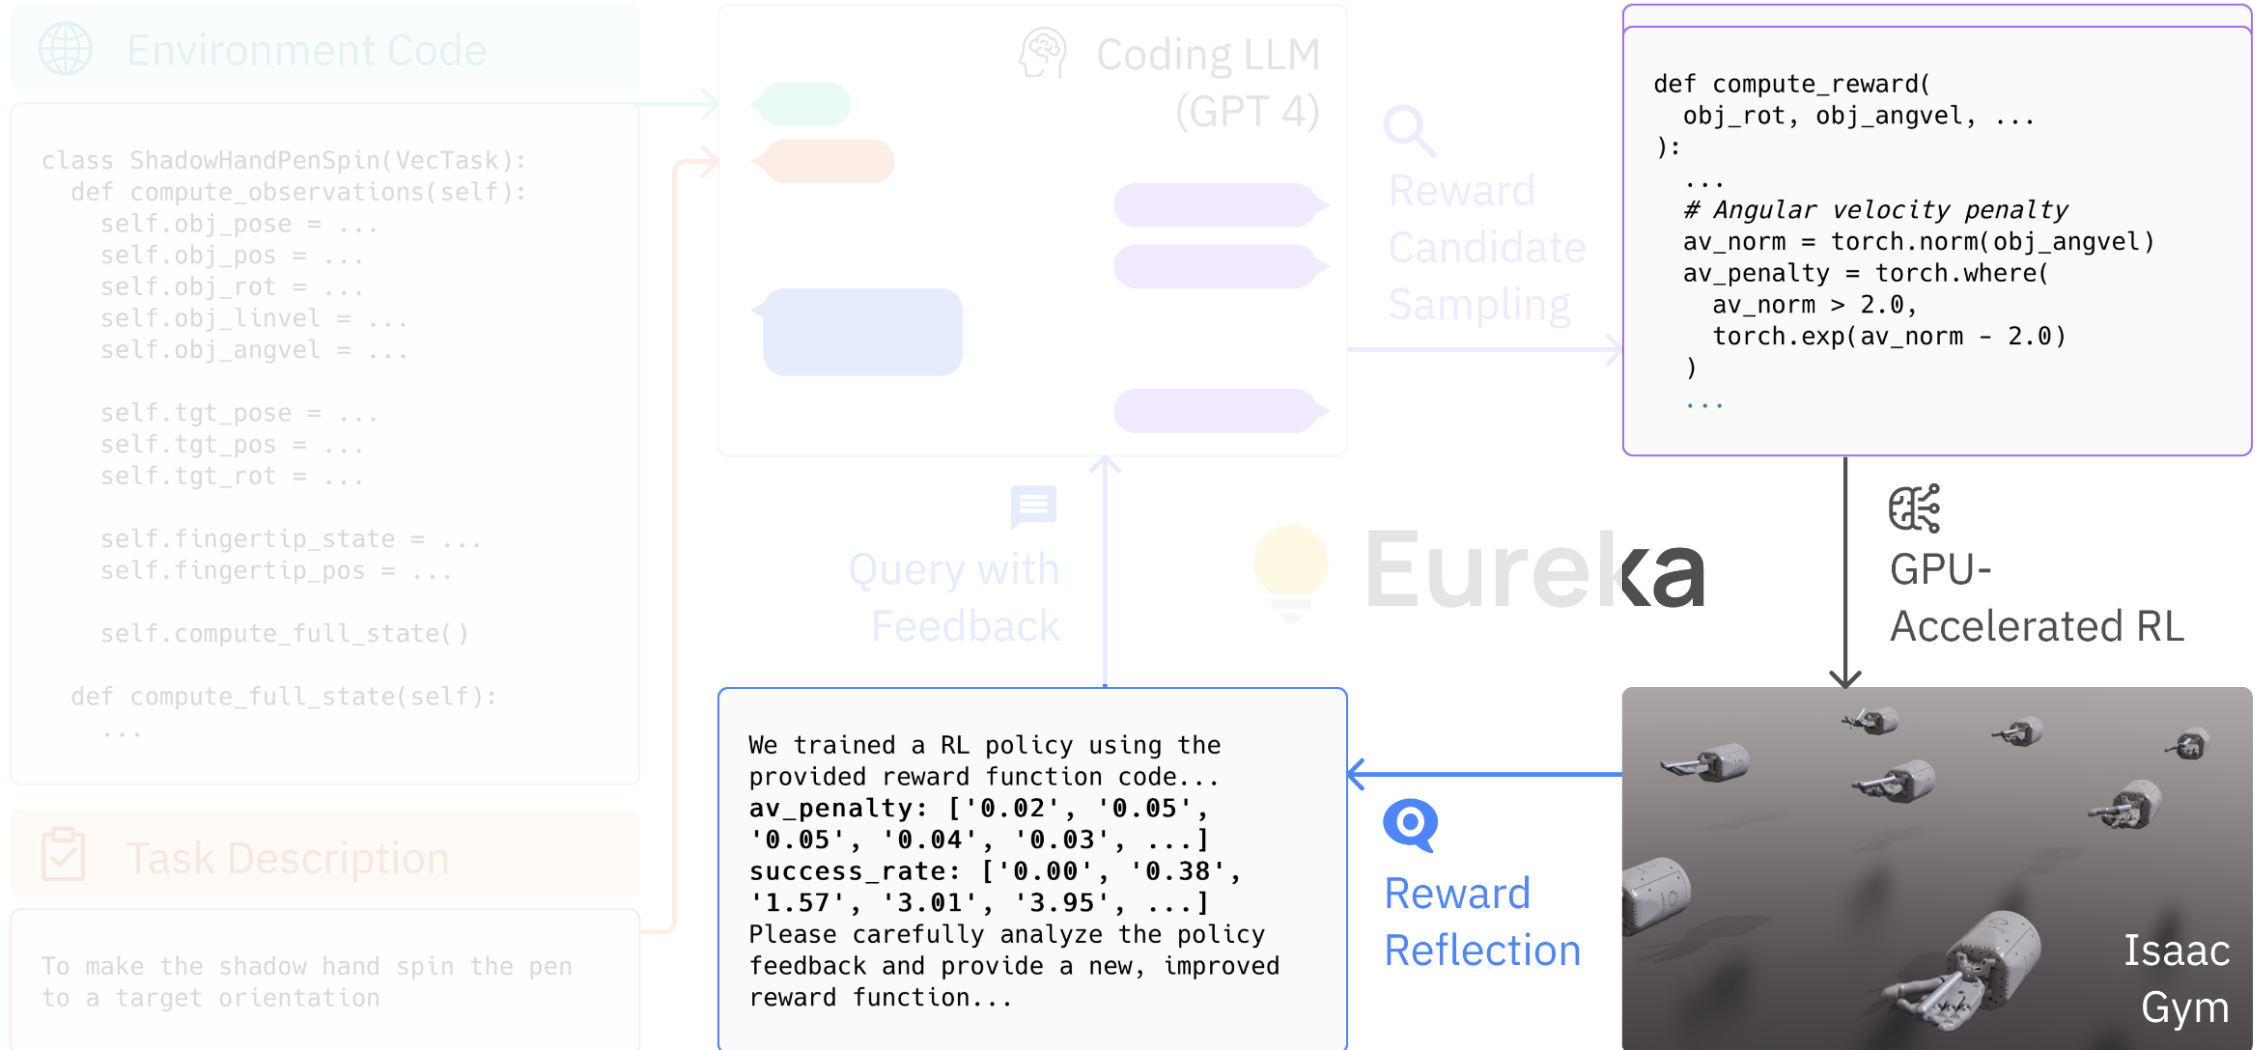 Environment Code
class ShadowHandPenSpin(VecTask):
  def compute_observations(self):
    self.obj_pose = ...
    self.obj_pos = ...
    self.obj_rot = ...
    self.obj_linvel = ...
    self.obj_angvel = ...
    self.tgt_pose = ...
    self.tgt_pos = ...
    self.tgt_rot = ...
    self.fingertip_state = ...
    self.fingertip_pos = ...
    self.compute_full_state()
  def compute_full_state(self):
    ...
Task Description
To make the shadow hand spin the pen
to a target orientation
Coding LLM
(GPT 4)
Reward
Candidate
Sampling
def compute_reward(
  obj_rot, obj_angvel, ...
):
  ...
  # Angular velocity penalty
  av_norm = torch.norm(obj_angvel)
  av_penalty = torch.where(
    av_norm > 2.0,
    torch.exp(av_norm - 2.0)
  )
  ...
Query with
Feedback
Eureka
GPU-
Accelerated RL
We trained a RL policy using the
provided reward function code...
av_penalty: ['0.02', '0.05',
'0.05', '0.04', '0.03', ...]
success_rate: ['0.00', '0.38',
'1.57', '3.01', '3.95', ...]
Please carefully analyze the policy
feedback and provide a new, improved
reward function...
Reward
Reflection
Isaac
Gym